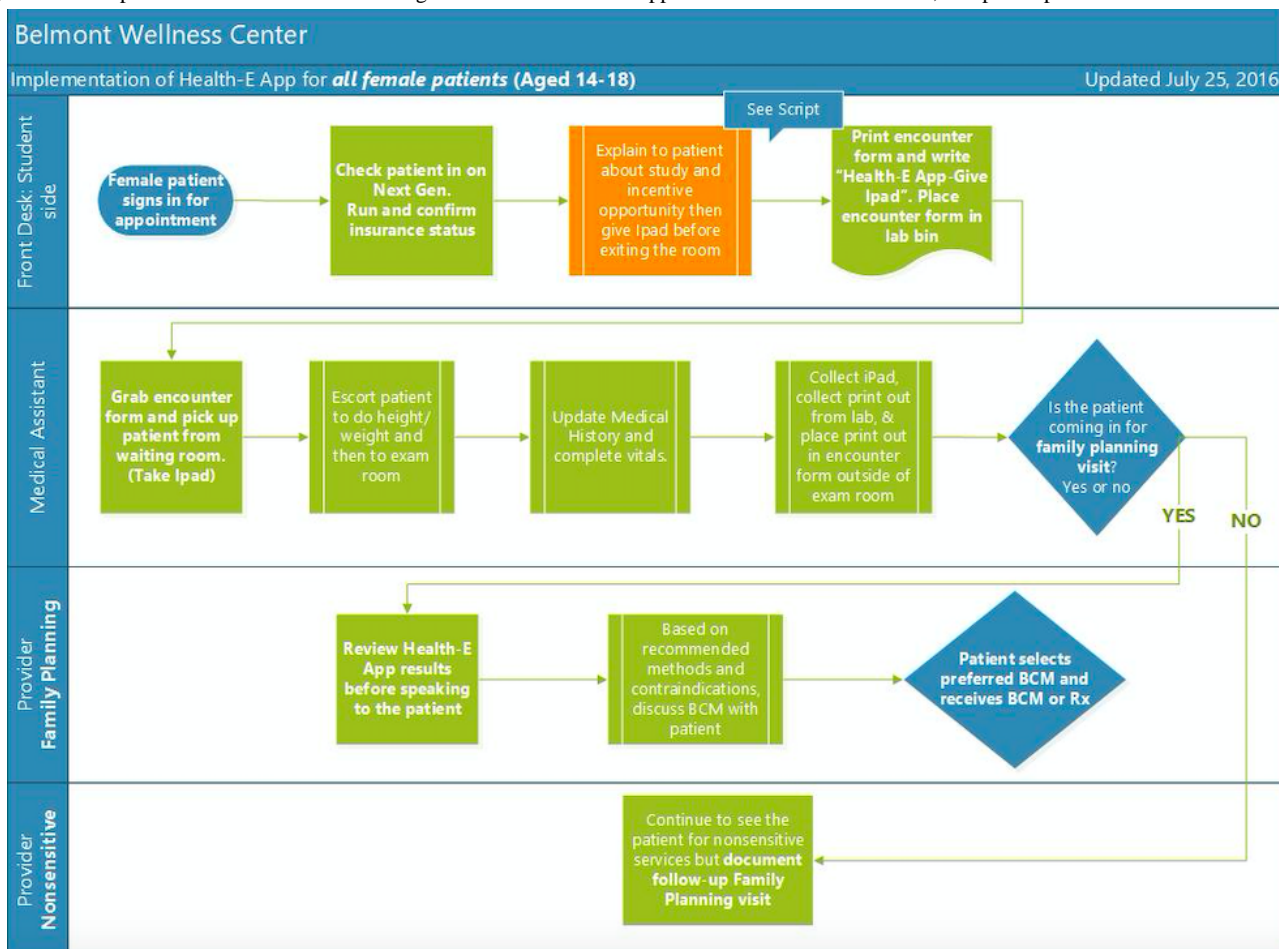 Belmont Wellness Center
Implementation of Health-E App for all female patients (Aged 14-18)
Updated July 25, 2016
Front Desk: Student
side
Female patient
signs in for
appointment
Check patient in on
Next Gen.
Run and confirm
insurance status
Explain to patient
about study and
incentive
opportunity then
give Ipad before
exiting the room
See Script
Print encounter
form and write
“Health-E App-Give
Ipad”. Place
encounter form in
lab bin
Medical Assistant
Grab encounter
form and pick up
patient from
waiting room.
(Take Ipad)
Escort patient
to do height/
weight and
then to exam
room
Update Medical
History and
complete vitals.
Collect iPad,
collect print out
from lab, &
place print out
in encounter
form outside of
exam room
Is the patient
coming in for
family planning
visit?
Yes or no
YES
NO
Provider
Family Planning
Review Health-E
App results
before speaking
to the patient
Based on
recommended
methods and
contraindications,
discuss BCM with
patient
Patient selects
preferred BCM and
receives BCM or Rx
Provider
Nonsensitive
Continue to see the
patient for nonsensitive
services but document
follow-up Family
Planning visit